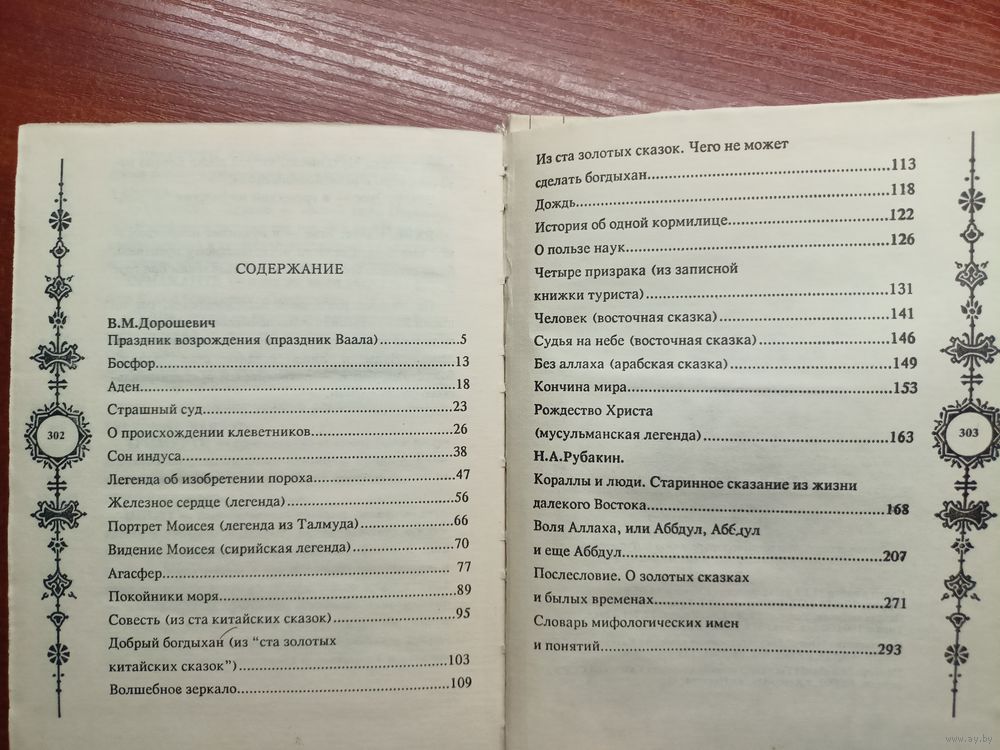 СОДЕРЖАНИЕ
В.М.Дорошевич
Праздник возрождения (праздник Ваала)....................5
Босфор....................13
Аден....................18
Страшный суд....................23
О происхождении клеветников....................26
Сон индуса....................38
Легенда об изобретении пороха....................47
Железное сердце (легенда)....................56
Портрет Моисея (легенда из Талмуда)....................66
Видение Моисея (сирийская легенда)....................70
Агасфер.................... 77
Покойники моря....................89
Совесть (из ста китайских сказок)....................95
Добрый богдыхан (из “ста золотых
китайских сказок”)....................103
Волшебное зеркало....................109
302
Из ста золотых сказок. Чего не может
сделать богдыхан....................113
Дождь....................118
История об одной кормилице....................122
О пользе наук....................126
Четыре призрака (из записной
книжки туриста)....................131
Человек (восточная сказка)....................141
Судья на небе (восточная сказка)....................146
Без аллаха (арабская сказка)....................149
Кончина мира....................153
Рождество Христа
(мусульманская легенда)....................163
Н.А.Рубакин.
Кораллы и люди. Старинное сказание из жизни
далекого Востока....................168
Воля Аллаха, или Аббдул, Аббдул
и еще Аббдул....................207
Послесловие. О золотых сказках
и былых временах....................271
Словарь мифологических имен
и понятий....................293
303
www.ay.by